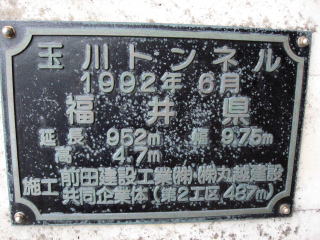 玉川トンネル
1992年 6月
福井県
延長 952m 幅 9.75m
高 4.7m
施工 前田建設工業㈱・㈱丸越建設
共同企業体（第2工区,487m）